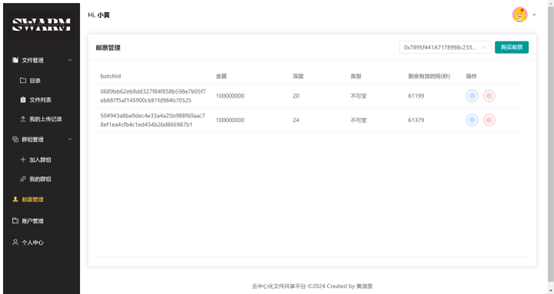 SWARM
Hi, 小黄
文件管理
目录
文件列表
我的上传记录
群组管理
加入群组
我的群组
邮票管理
账户管理
个人中心
邮票管理
0x7895f441A7178998c233...
购买邮票
batchId 金额 深度 类型 剩余有效时间(秒) 操作
0689bb62eb9dd327f84f858b598e7b05f7
eb687f5af145900c681fd984b70525
100000000 20 不可变 61199
504943a8ba9dec4e33a4a25b988f60aac7
8ef1ea4cfb4c1ed454b26d866987b1
100000000 24 不可变 61379
去中心化文件共享平台 ©2024 Created by